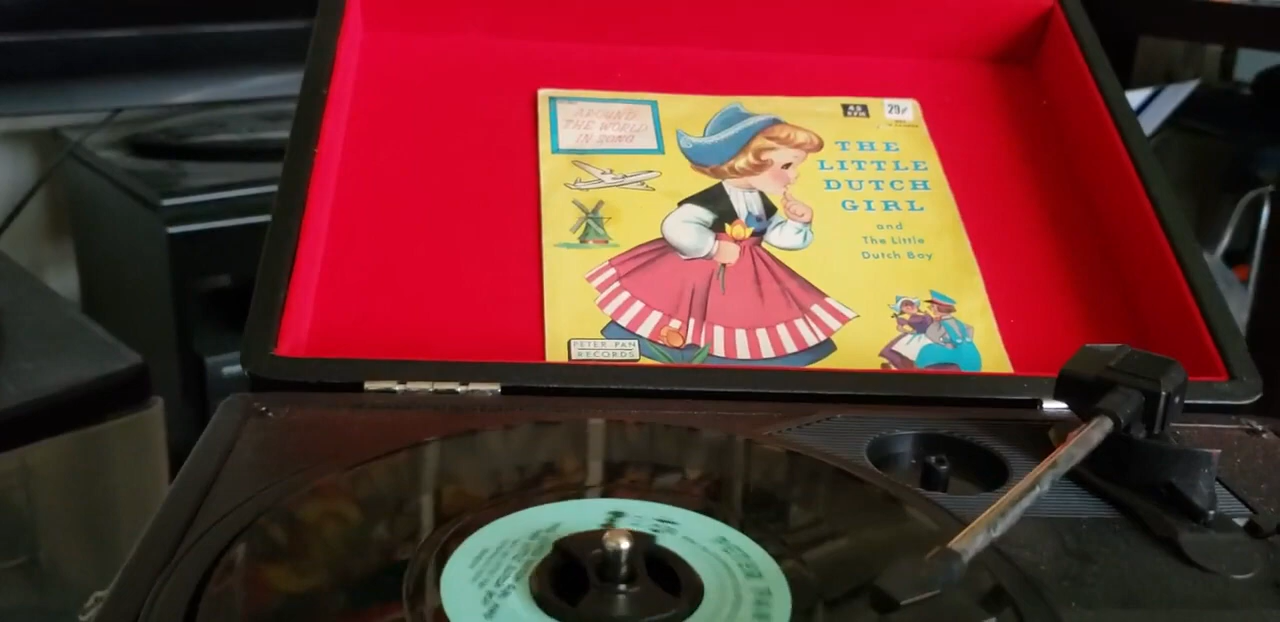 AROUND
THE WORLD
IN SONG
45
RPM
29¢
THE
LITTLE
DUTCH
GIRL
and
The Little
Dutch Boy
PETER PAN
RECORDS
PETER PAN